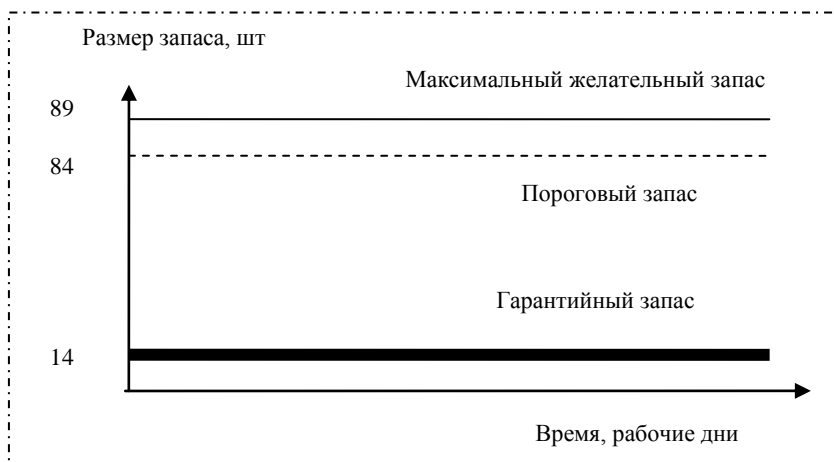 Размер запаса, шт
Максимальный желательный запас
89
84
Пороговый запас
Гарантийный запас
14
Время, рабочие дни